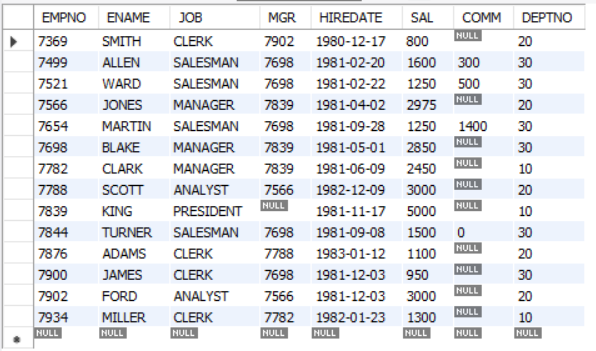 EMPNO ENAME JOB MGR HIREDATE SAL COMM DEPTNO
7369 SMITH CLERK 7902 1980-12-17 800 NULL 20
7499 ALLEN SALESMAN 7698 1981-02-20 1600 300 30
7521 WARD SALESMAN 7698 1981-02-22 1250 500 30
7566 JONES MANAGER 7839 1981-04-02 2975 NULL 20
7654 MARTIN SALESMAN 7698 1981-09-28 1250 1400 30
7698 BLAKE MANAGER 7839 1981-05-01 2850 NULL 30
7782 CLARK MANAGER 7839 1981-06-09 2450 NULL 10
7788 SCOTT ANALYST 7566 1982-12-09 3000 NULL 20
7839 KING PRESIDENT NULL 1981-11-17 5000 NULL 10
7844 TURNER SALESMAN 7698 1981-09-08 1500 0 30
7876 ADAMS CLERK 7788 1983-01-12 1100 NULL 20
7900 JAMES CLERK 7698 1981-12-03 950 NULL 30
7902 FORD ANALYST 7566 1981-12-03 3000 NULL 20
7934 MILLER CLERK 7782 1982-01-23 1300 NULL 10
NULL NULL NULL NULL NULL NULL NULL NULL